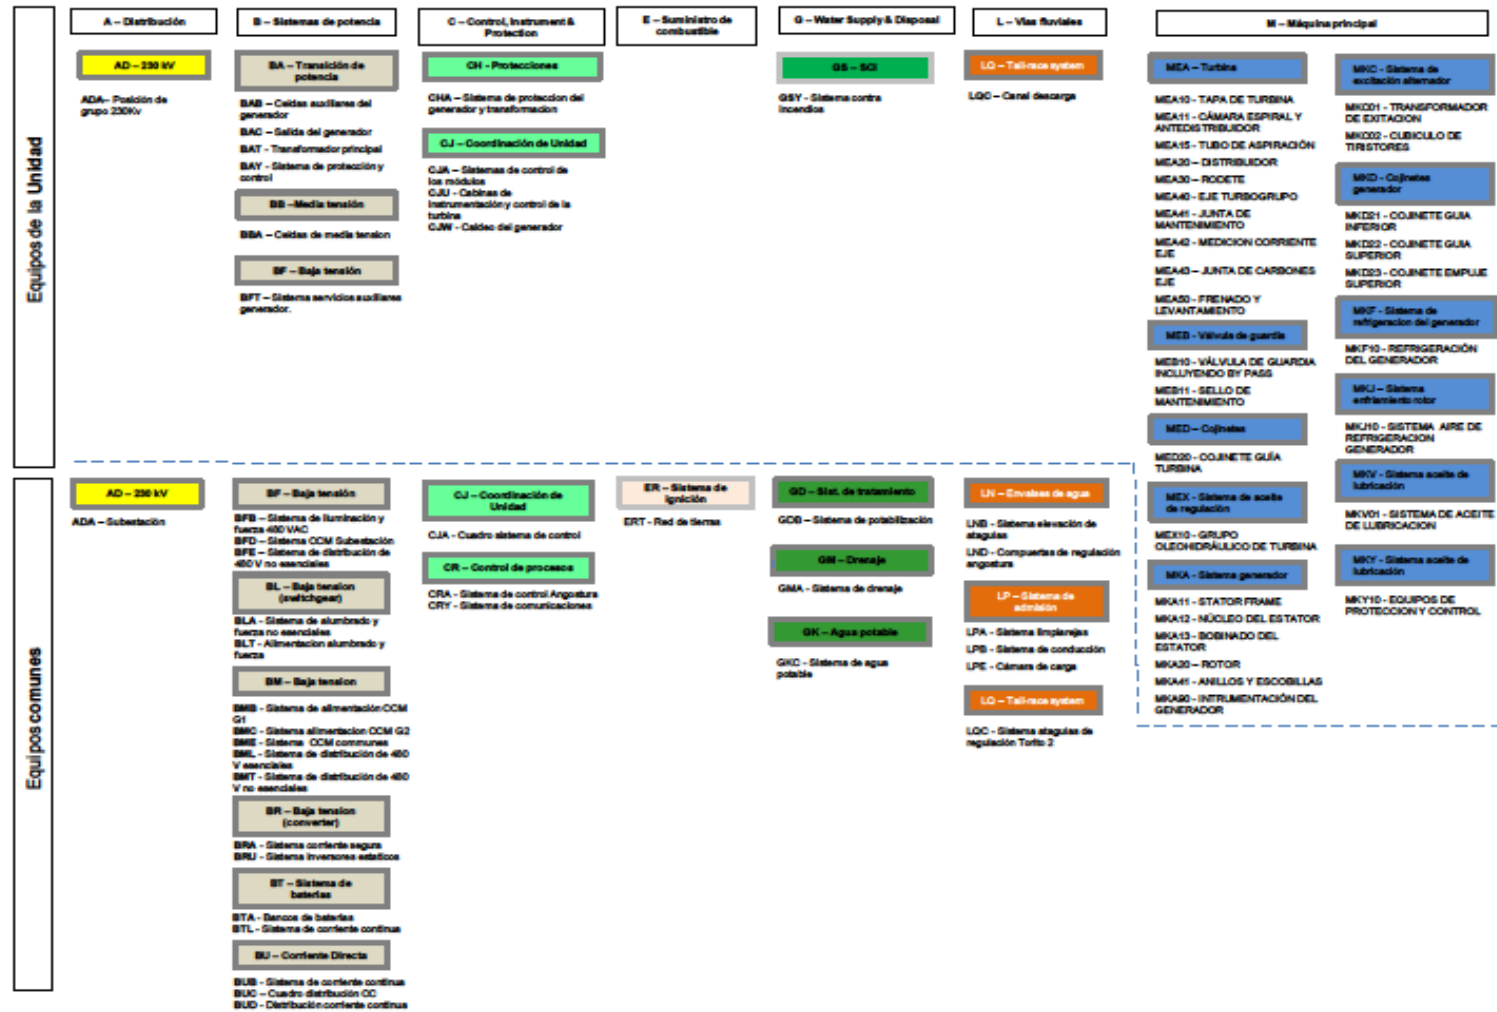 A – Distribución
B – Sistemas de potencia
C – Control, Instrument &
Protection
E – Suministro de
combustible
G – Water Supply & Disposal
L – Vías fluviales
M – Máquina principal
Equipos de la Unidad
AD – 230 kV
ADA– Posición de
grupo 230Kv
BA – Transición de
potencia
BAB – Celdas auxiliares del
generador
BAC – Salida del generador
BAT - Transformador principal
BAY - Sistema de protección y
control
BB –Media tensión
BBA – Celdas de media tension
BF – Baja tensión
BFT – Sistema servicios auxiliares
generador.
CH - Protecciones
CHA – Sistema de proteccion del
generador y transformacion
CJ – Coordinación de Unidad
CJA – Sistemas de control de
los módulos
CJU - Cabinas de
instrumentación y control de la
turbina
CJW - Caldeo del generador
GS – SCI
GSY - Sistema contra
incendios
LQ – Tail-race system
LQC – Canal descarga
MEA – Turbina
MEA10 - TAPA DE TURBINA
MEA11 - CÁMARA ESPIRAL Y
ANTEDISTRIBUIDOR
MEA15 - TUBO DE ASPIRACIÓN
MEA20 – DISTRIBUIDOR
MEA30 – RODETE
MEA40 - EJE TURBOGRUPO
MEA41 - JUNTA DE
MANTENIMIENTO
MEA42 - MEDICION CORRIENTE
EJE
MEA43 – JUNTA DE CARBONES
EJE
MEA50 - FRENADO Y
LEVANTAMIENTO
MEB - Válvula de guardia
MEB10 - VÁLVULA DE GUARDIA
INCLUYENDO BY PASS
MEB11 - SELLO DE
MANTENIMIENTO
MED – Cojinetes
MED20 - COJINETE GUÍA
TURBINA
MEX - Sistema de aceite
de regulación
MEX10 - GRUPO
OLEOHIDRÁULICO DE TURBINA
MKA – Sistema generador
MKA11 - STATOR FRAME
MKA12 - NÚCLEO DEL ESTATOR
MKA13 - BOBINADO DEL
ESTATOR
MKA20 – ROTOR
MKA41 - ANILLOS Y ESCOBILLAS
MKA90 - INTRUMENTACIÓN DEL
GENERADOR
MKC - Sistema de
excitación alternador
MKC01 - TRANSFORMADOR
DE EXITACION
MKC02 - CUBICULO DE
TIRISTORES
MKD - Cojinetes
generador
MKD21 - COJINETE GUIA
INFERIOR
MKD22 - COJINETE GUIA
SUPERIOR
MKD23 - COJINETE EMPUJE
SUPERIOR
MKF - Sistema de
refrigeracion del generador
MKF10 - REFRIGERACIÓN
DEL GENERADOR
MKJ – Sistema
enfriamiento rotor
MKJ10 - SISTEMA AIRE DE
REFRIGERACION
GENERADOR
MKV - Sistema aceite de
lubricación
MKV01 - SISTEMA DE ACEITE
DE LUBRICACION
MKY - Sistema aceite de
lubricación
MKY10 - EQUIPOS DE
PROTECCION Y CONTROL
Equipos comunes
AD – 230 kV
ADA – Subestación
BF – Baja tensión
BFB – Sistema de iluminación y
fuerza 480 VAC
BFD – Sistema CCM Subestación
BFE – Sistema de distribución de
480 V no esenciales
BL – Baja tension
(switchgear)
BLA – Sistema de alumbrado y
fuerza no esenciales
BLT - Alimentacion alumbrado y
fuerza
BM – Baja tension
BMB - Sistema de alimentación CCM
G1
BMC - Sistema alimentacion CCM G2
BME - Sistema CCM communes
BML - Sistema de distribución de 480
V esenciales
BMT - Sistema de distribución de 480
V no esenciales
BR – Baja tension
(converter)
BRA – Sistema corriente segura
BRU - Sistema Inversores estaticos
BT – Sistema de
baterías
BTA - Bancos de baterías
BTL - Sistema de corriente continua
BU – Corriente Directa
BUB - Sistema de corriente continua
BUC – Cuadro distribución CC
BUD - Distribución corriente continua
CJ – Coordinación de
Unidad
CJA - Cuadro sistema de control
CR – Control de procesos
CRA - Sistema de control Angostura
CRY - Sistema de comunicaciones
ER – Sistema de
ignición
ERT - Red de tierras
GD – Sist. de tratamiento
GDB – Sistema de potabilización
GM – Drenaje
GMA - Sistema de drenaje
GK – Agua potable
GKC - Sistema de agua
potable
LN – Envalses de agua
LNB - Sistema elevación de
ataguías
LND - Compuertas de regulación
angostura
LP – Sistema de
admisión
LPA - Sistema limpiarejas
LPB - Sistema de conducción
LPE - Cámara de carga
LQ – Tail-race system
LQC - Sistema ataguías de
regulación Torito 2